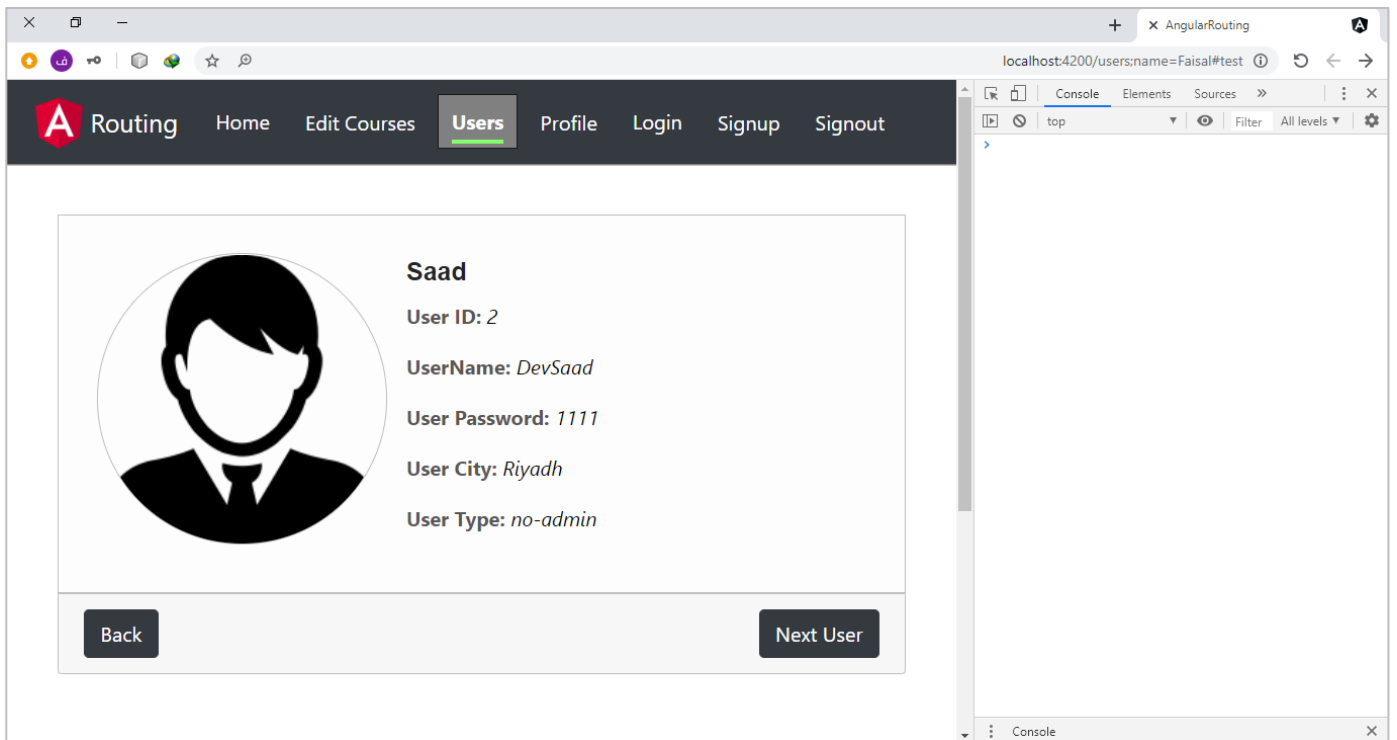 AngularRouting
localhost:4200/users;name=Faisal#test
ف
Routing Home Edit Courses Users Profile Login Signup Signout
Saad
User ID: 2
UserName: DevSaad
User Password: 1111
User City: Riyadh
User Type: no-admin
Back Next User
Console Elements Sources
top Filter All levels
Console